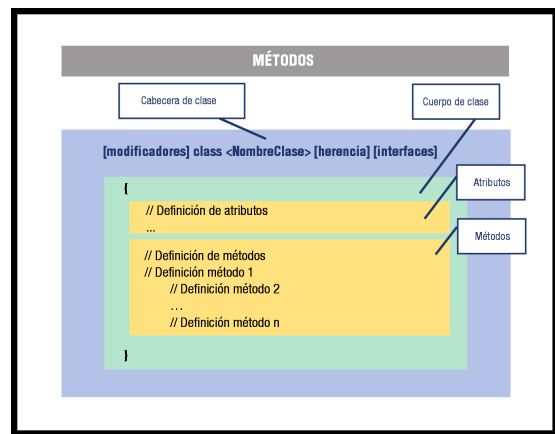 MÉTODOS
Cabecera de clase
Cuerpo de clase
[modificadores] class <NombreClase> [herencia] [interfaces]
Atributos
{
// Definición de atributos
...
Métodos
// Definición de métodos
// Definición método 1
// Definición método 2
...
// Definición método n
}